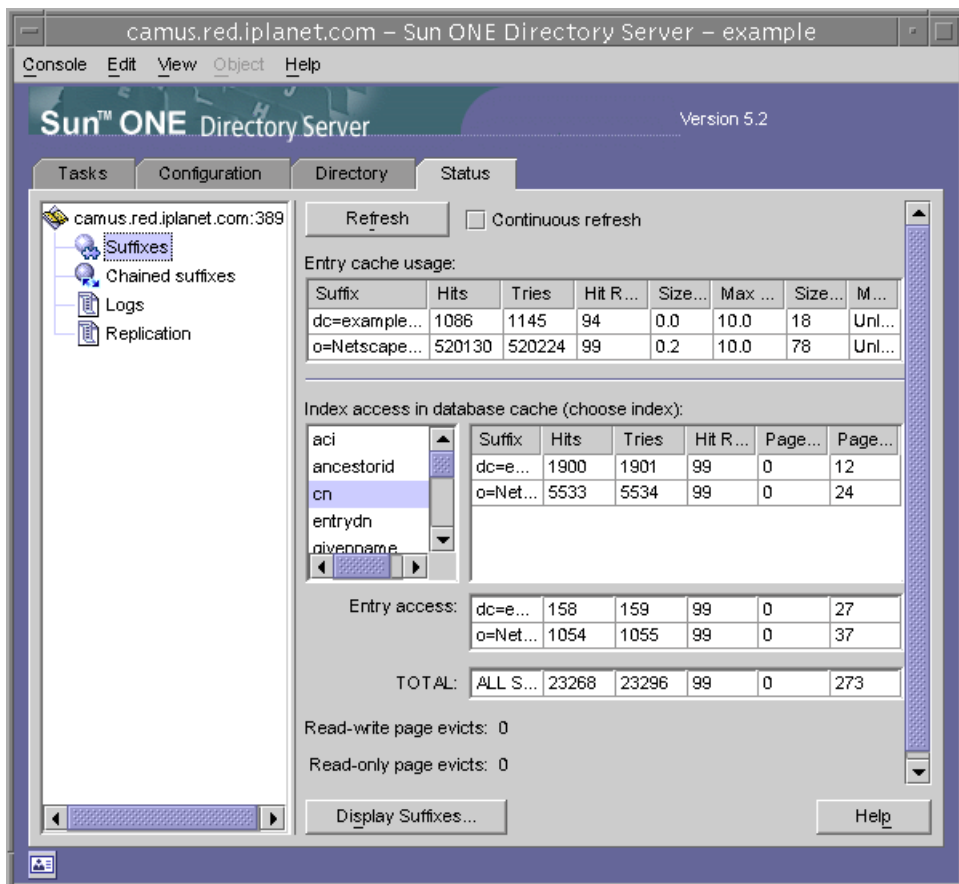 camus.red.iplanet.com – Sun ONE Directory Server – example
Console Edit View Object Help
Sun™ ONE Directory Server
Version 5.2
Tasks Configuration Directory Status
camus.red.iplanet.com:389
Suffixes
Chained suffixes
Logs
Replication
Refresh Continuous refresh
Entry cache usage:
Suffix Hits Tries Hit R... Size... Max ... Size... M...
dc=example... 1086 1145 94 0.0 10.0 18 Unl...
o=Netscape... 520130 520224 99 0.2 10.0 78 Unl...
Index access in database cache (choose index):
aci
ancestorid
cn
entrydn
givenname
Suffix Hits Tries Hit R... Page... Page...
dc=e... 1900 1901 99 0 12
o=Net... 5533 5534 99 0 24
Entry access: dc=e... 158 159 99 0 27
o=Net... 1054 1055 99 0 37
TOTAL: ALL S... 23268 23296 99 0 273
Read-write page evicts: 0
Read-only page evicts: 0
Display Suffixes... Help